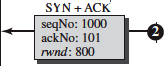 SYN + ACK
seqNo: 1000
ackNo: 101
rwnd: 800
2